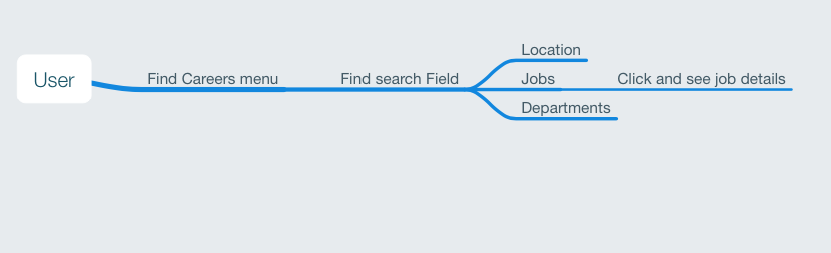 User
Find Careers menu
Find search Field
Location
Jobs
Click and see job details
Departments